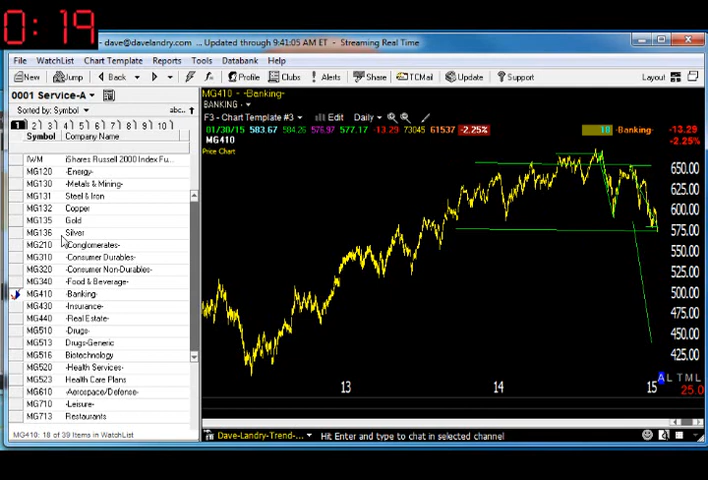 0:19
- dave@davelandry.com ... Updated through 9:41:05 AM ET - Streaming Real Time
File WatchList Chart Template Reports Tools Databank Help
New Jump Back Profile Clubs Alerts Share TCMail Update Support Layout
0001 Service-A
Sorted by: Symbol abc..
1 2 3 4 5 6 7 8 9 10
Symbol Company Name
IWM iShares Russell 2000 Index Fu...
MG120 -Energy-
MG130 -Metals & Mining-
MG131 Steel & Iron
MG132 Copper
MG135 Gold
MG136 Silver
MG210 -Conglomerates-
MG310 -Consumer Durables-
MG320 -Consumer Non-Durables-
MG340 -Food & Beverage-
MG410 -Banking-
MG430 -Insurance-
MG440 -Real Estate-
MG510 -Drugs-
MG513 Drugs-Generic
MG516 Biotechnology
MG520 -Health Services-
MG523 Health Care Plans
MG610 -Aerospace/Defense-
MG710 -Leisure-
MG713 Restaurants
MG410: 18 of 39 Items in WatchList
MG410 -Banking-
BANKING -
F3 - Chart Template #3 Edit Daily
01/30/15 583.67 584.26 576.97 577.17 -13.29 73045 61537 -2.25%
18 -Banking- -13.29
-2.25%
MG410
Price Chart
650.00
625.00
600.00
575.00
550.00
525.00
500.00
475.00
450.00
425.00
A L T M L
25.0
13 14 15
Dave-Landry-Trend-... Hit Enter and type to chat in selected channel